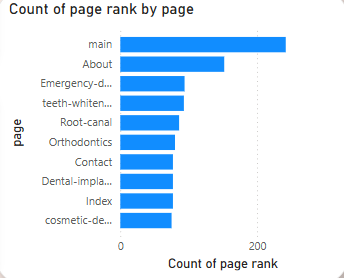 Count of page rank by page
main
About
Emergency-d...
teeth-whiten...
Root-canal
Orthodontics
Contact
Dental-impla...
Index
cosmetic-de...
page
0 200
Count of page rank